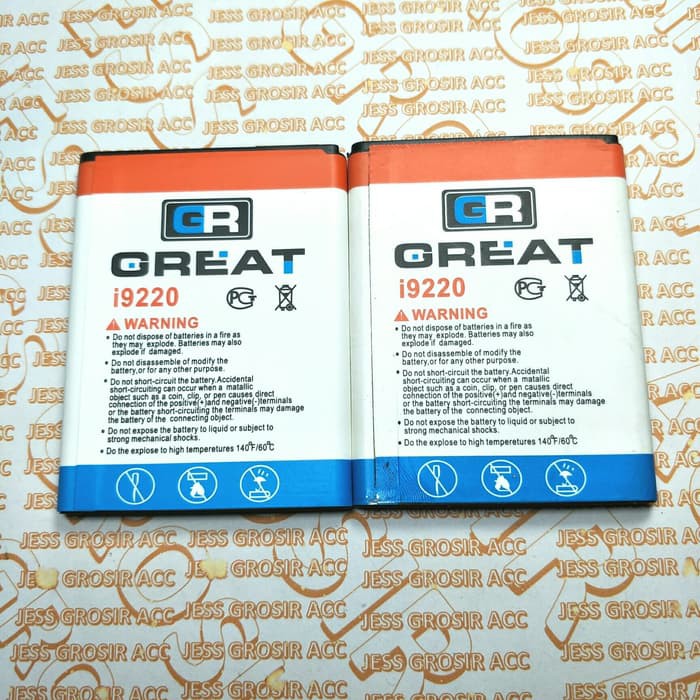 GR
GREAT
i9220
PCT
WARNING
• Do not dispose of batteries in a fire as
they may explode. Batteries may also
explode if damaged.
• Do not disassemble of modify the
battery,or for any other purpose.
• Do not short-circuit the battery.Accidental
short-circuiting can occur when a matallic
object such as a coin, clip, or pen causes direct
connection of the positive(+)and negative(-)terminals
or the battery short-circuiting the terminals may damage
the battery of the connecting object.
• Do not expose the battery to liquid or subject to
strong mechanical shocks.
• Do the explose to high temperetures 140°F/60°C
GR
GREAT
i9220
PCT
WARNING
• Do not dispose of batteries in a fire as
they may explode. Batteries may also
explode if damaged.
• Do not disassemble of modify the
battery,or for any other purpose.
• Do not short-circuit the battery.Accidental
short-circuiting can occur when a matallic
object such as a coin, clip, or pen causes direct
connection of the positive(+)and negative(-)terminals
or the battery short-circuiting the terminals may damage
the battery of the connecting object.
• Do not expose the battery to liquid or subject to
strong mechanical shocks.
• Do the explose to high temperetures 140°F/60°C
JESS GROSIR ACC